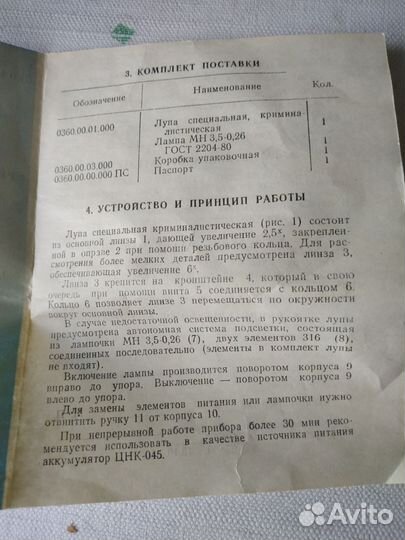 3. КОМПЛЕКТ ПОСТАВКИ
Обозначение Наименование Кол.
0360.00.01.000 Лупа специальная, кримина-
листическая 1
Лампа МН 3,5-0,26
ГОСТ 2204-80 1
0360.00.03.000 Коробка упаковочная 1
0360.00.00.000 ПС Паспорт 1
4. УСТРОЙСТВО И ПРИНЦИП РАБОТЫ
Лупа специальная криминалистическая (рис. 1) состоит
из основной линзы 1, дающей увеличение 2,5ˣ, закреплен-
ной в оправе 2 при помощи резьбового кольца. Для рас-
смотрения более мелких деталей предусмотрена линза 3,
обеспечивающая увеличение 6ˣ.
Линза 3 крепится на кронштейне 4, который в свою
очередь при помощи винта 5 соединяется с кольцом 6.
Кольцо 6 позволяет линзе 3 перемещаться по окружности
вокруг основной линзы.
В случае недостаточной освещенности, в рукоятке лупы
предусмотрена автономная система подсветки, состоящая
из лампочки МН 3,5-0,26 (7), двух элементов 316 (8),
соединенных последовательно (элементы в комплект лупы
не входят).
Включение лампы производится поворотом корпуса 9
вправо до упора. Выключение — поворотом корпуса 9
влево до упора.
Для замены элементов питания или лампочки нужно
отвинтить ручку 11 от корпуса 10.
При непрерывной работе прибора более 30 мин реко-
мендуется использовать в качестве источника питания
аккумулятор ЦНК-045.
Avito